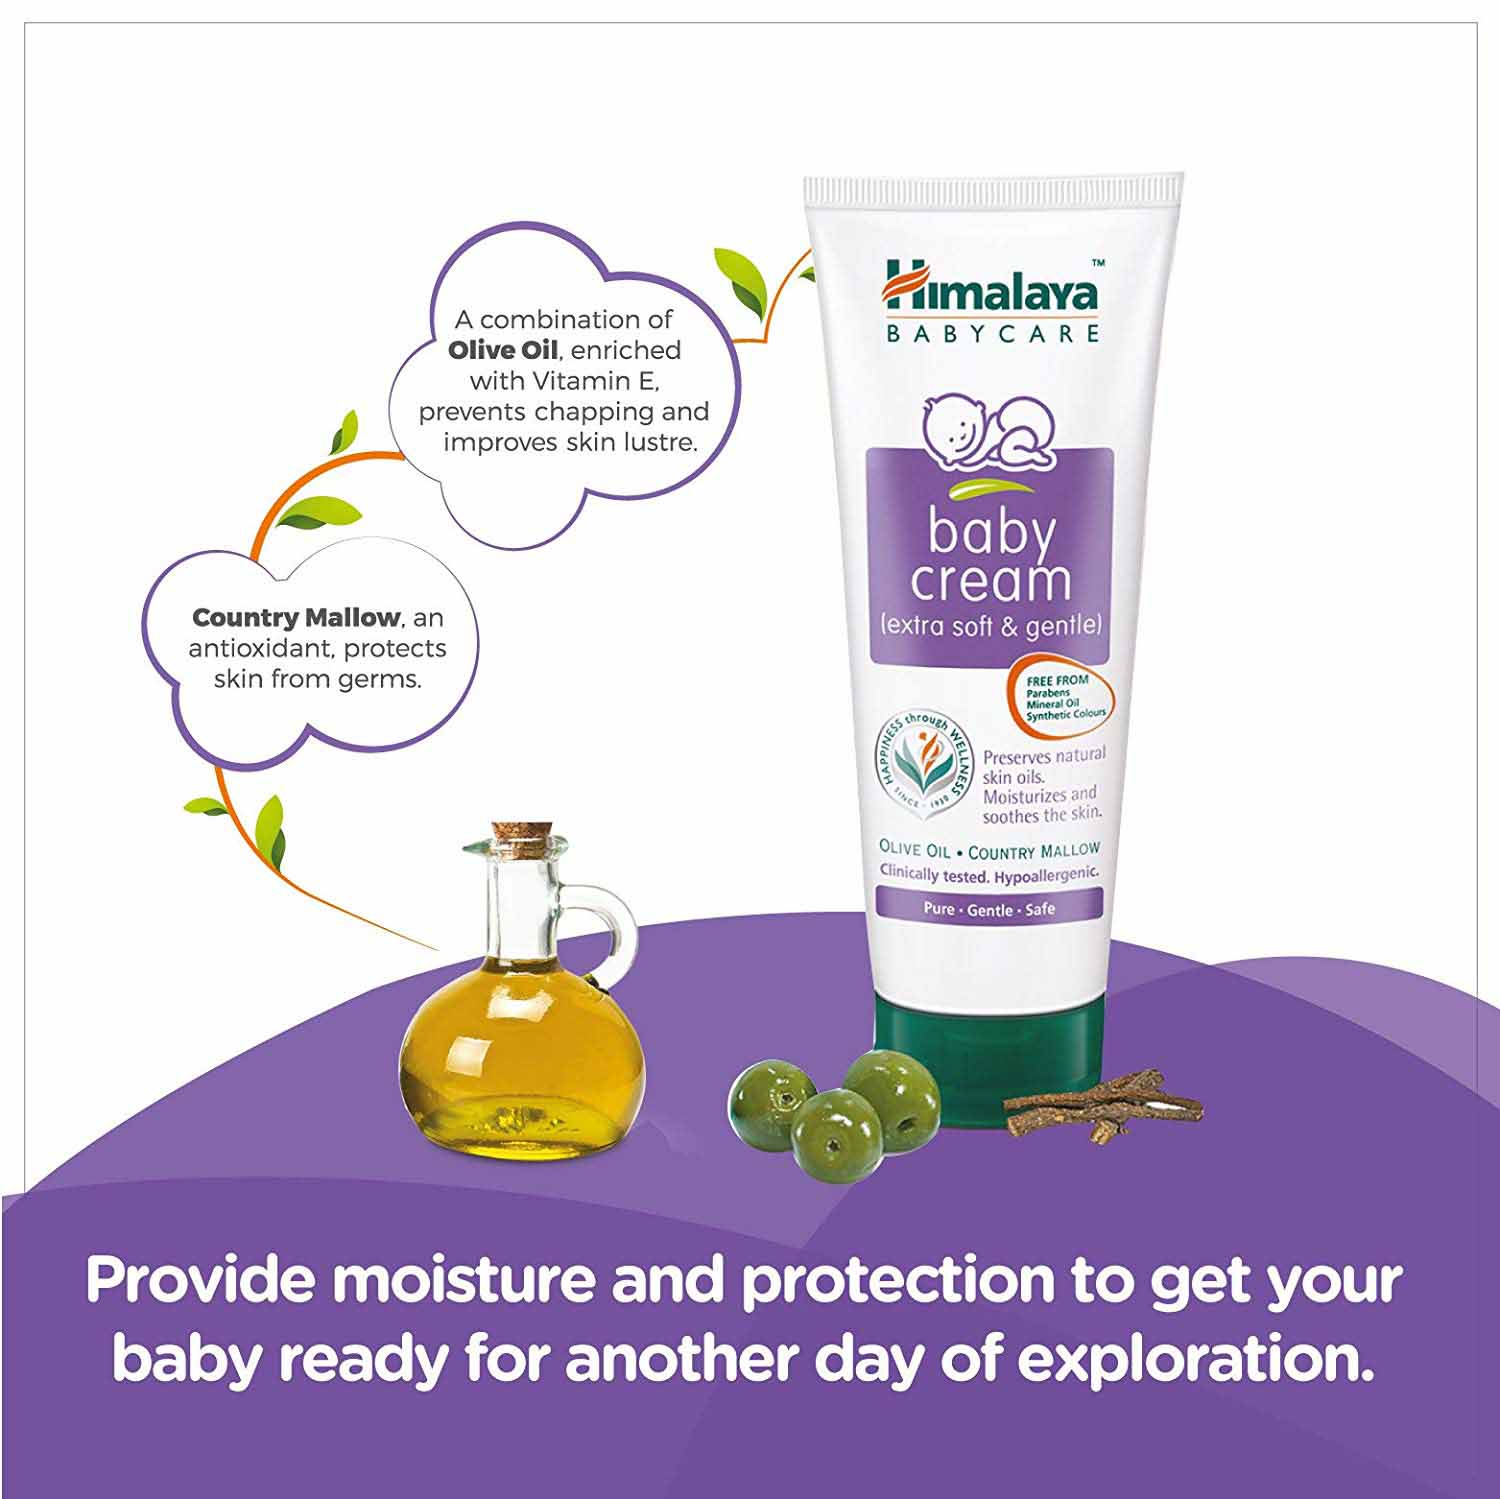 Himalaya™
BABYCARE
A combination of
Olive Oil, enriched
with Vitamin E,
prevents chapping and
improves skin lustre.
Country Mallow, an
antioxidant, protects
skin from germs.
baby
cream
(extra soft & gentle)
FREE FROM
Parabens
Mineral Oil
Synthetic Colours
HAPPINESS through WELLNESS
SINCE - 1930
Preserves natural
skin oils.
Moisturizes and
soothes the skin.
OLIVE OIL • COUNTRY MALLOW
Clinically tested. Hypoallergenic.
Pure · Gentle · Safe
Provide moisture and protection to get your
baby ready for another day of exploration.